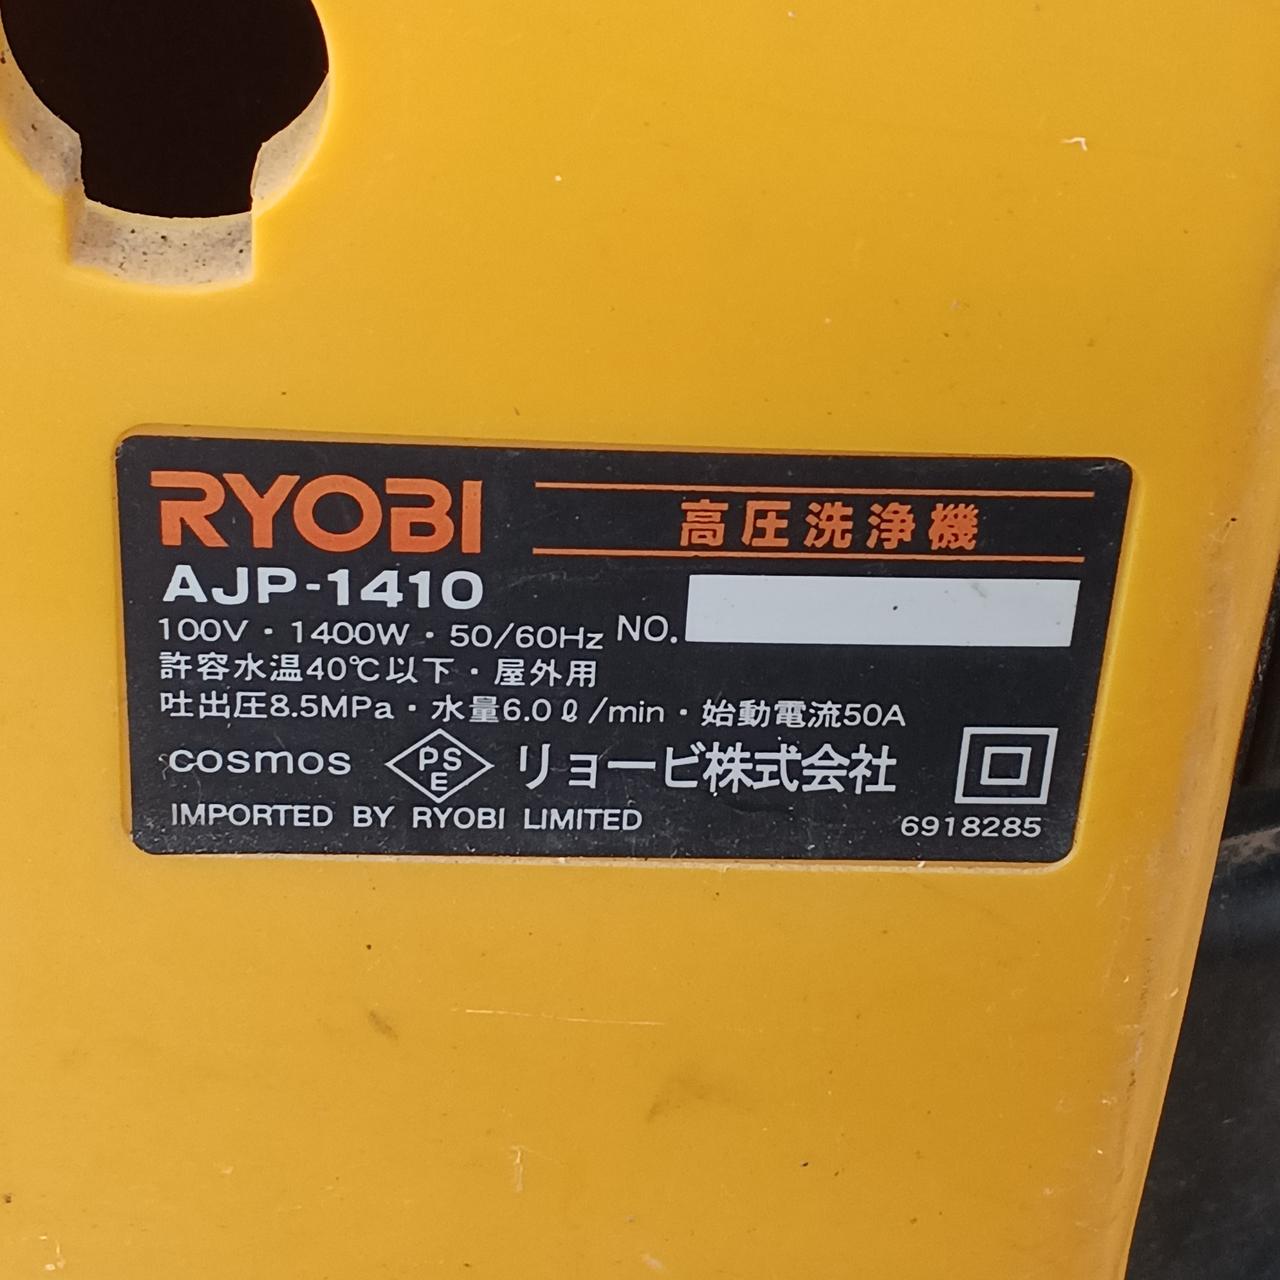 RYOBI 高圧洗浄機
AJP-1410
100V・1400W・50/60Hz NO.
許容水温40℃以下・屋外用
吐出圧8.5MPa・水量6.0ℓ/min・始動電流50A
cosmos PSE リョービ株式会社
IMPORTED BY RYOBI LIMITED 6918285